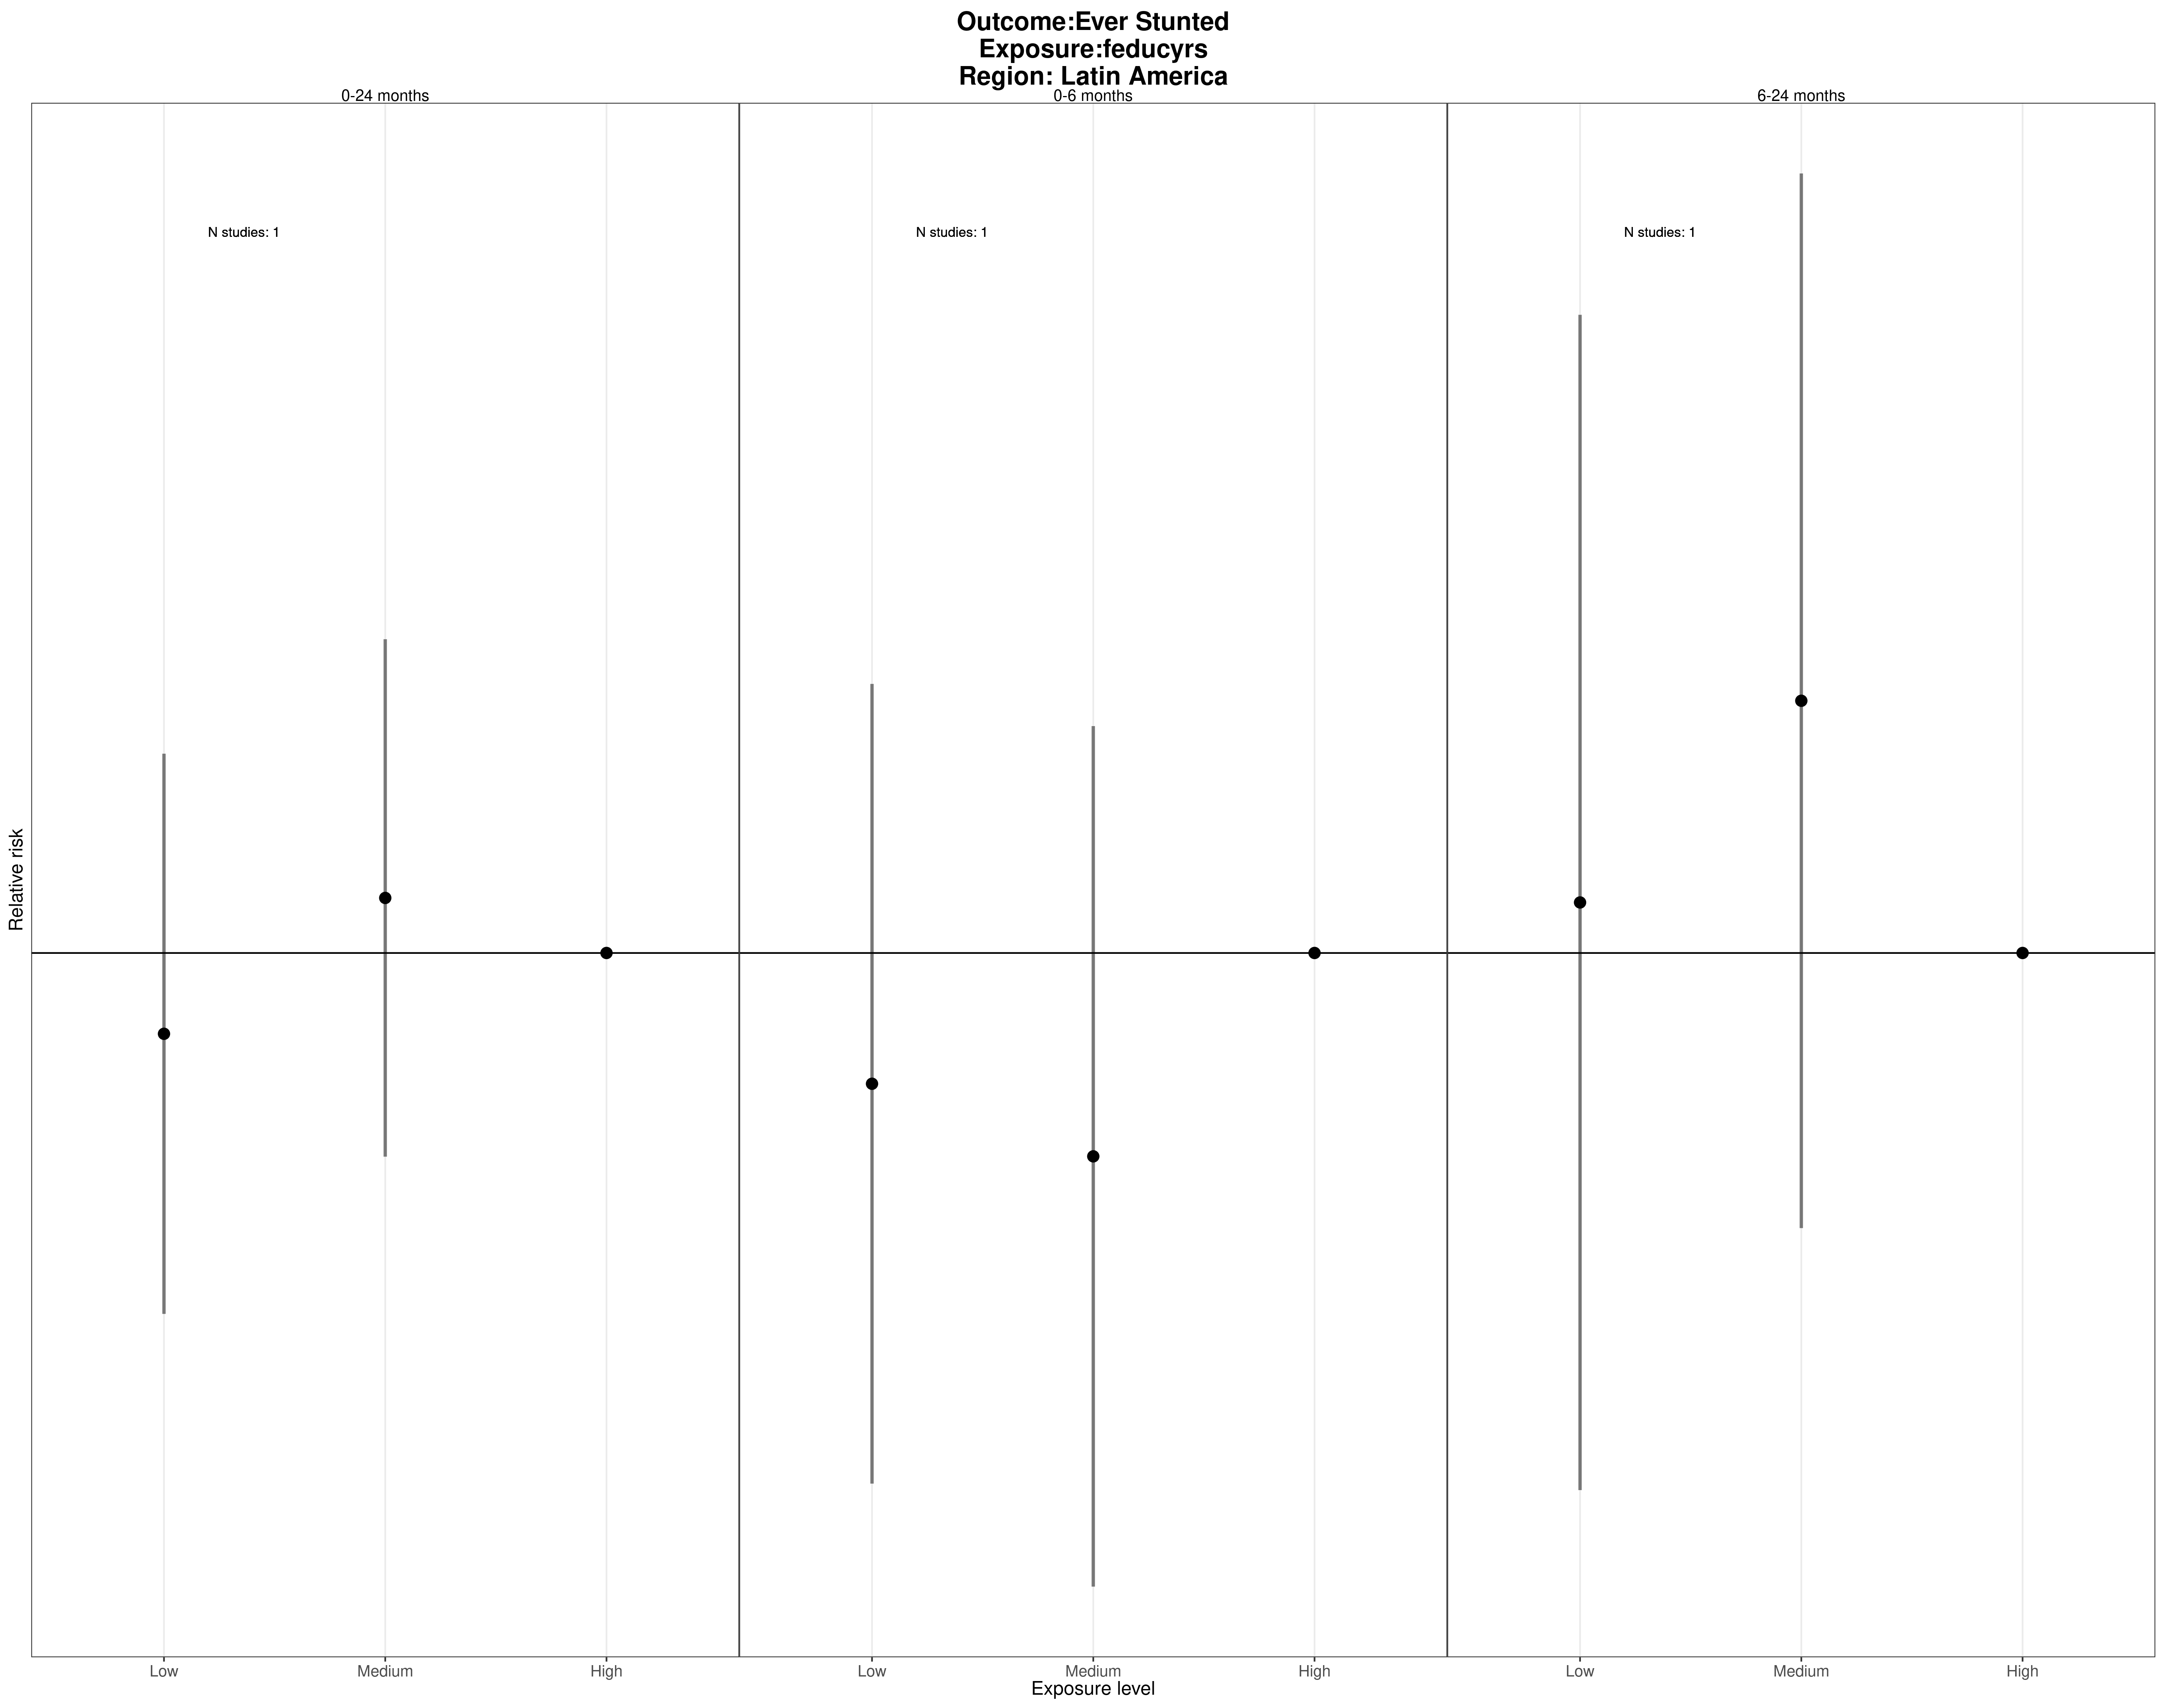 Outcome:Ever Stunted
Exposure:feducyrs
Region: Latin America
0-24 months
0-6 months
6-24 months
N studies: 1
N studies: 1
N studies: 1
Relative risk
Low
Medium
High
Low
Medium
High
Low
Medium
High
Exposure level